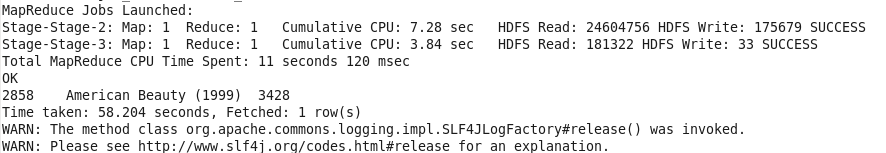 MapReduce Jobs Launched:
Stage-Stage-2: Map: 1  Reduce: 1   Cumulative CPU: 7.28 sec   HDFS Read: 24604756 HDFS Write: 175679 SUCCESS
Stage-Stage-3: Map: 1  Reduce: 1   Cumulative CPU: 3.84 sec   HDFS Read: 181322 HDFS Write: 33 SUCCESS
Total MapReduce CPU Time Spent: 11 seconds 120 msec
OK
2858    American Beauty (1999)  3428
Time taken: 58.204 seconds, Fetched: 1 row(s)
WARN: The method class org.apache.commons.logging.impl.SLF4JLogFactory#release() was invoked.
WARN: Please see http://www.slf4j.org/codes.html#release for an explanation.